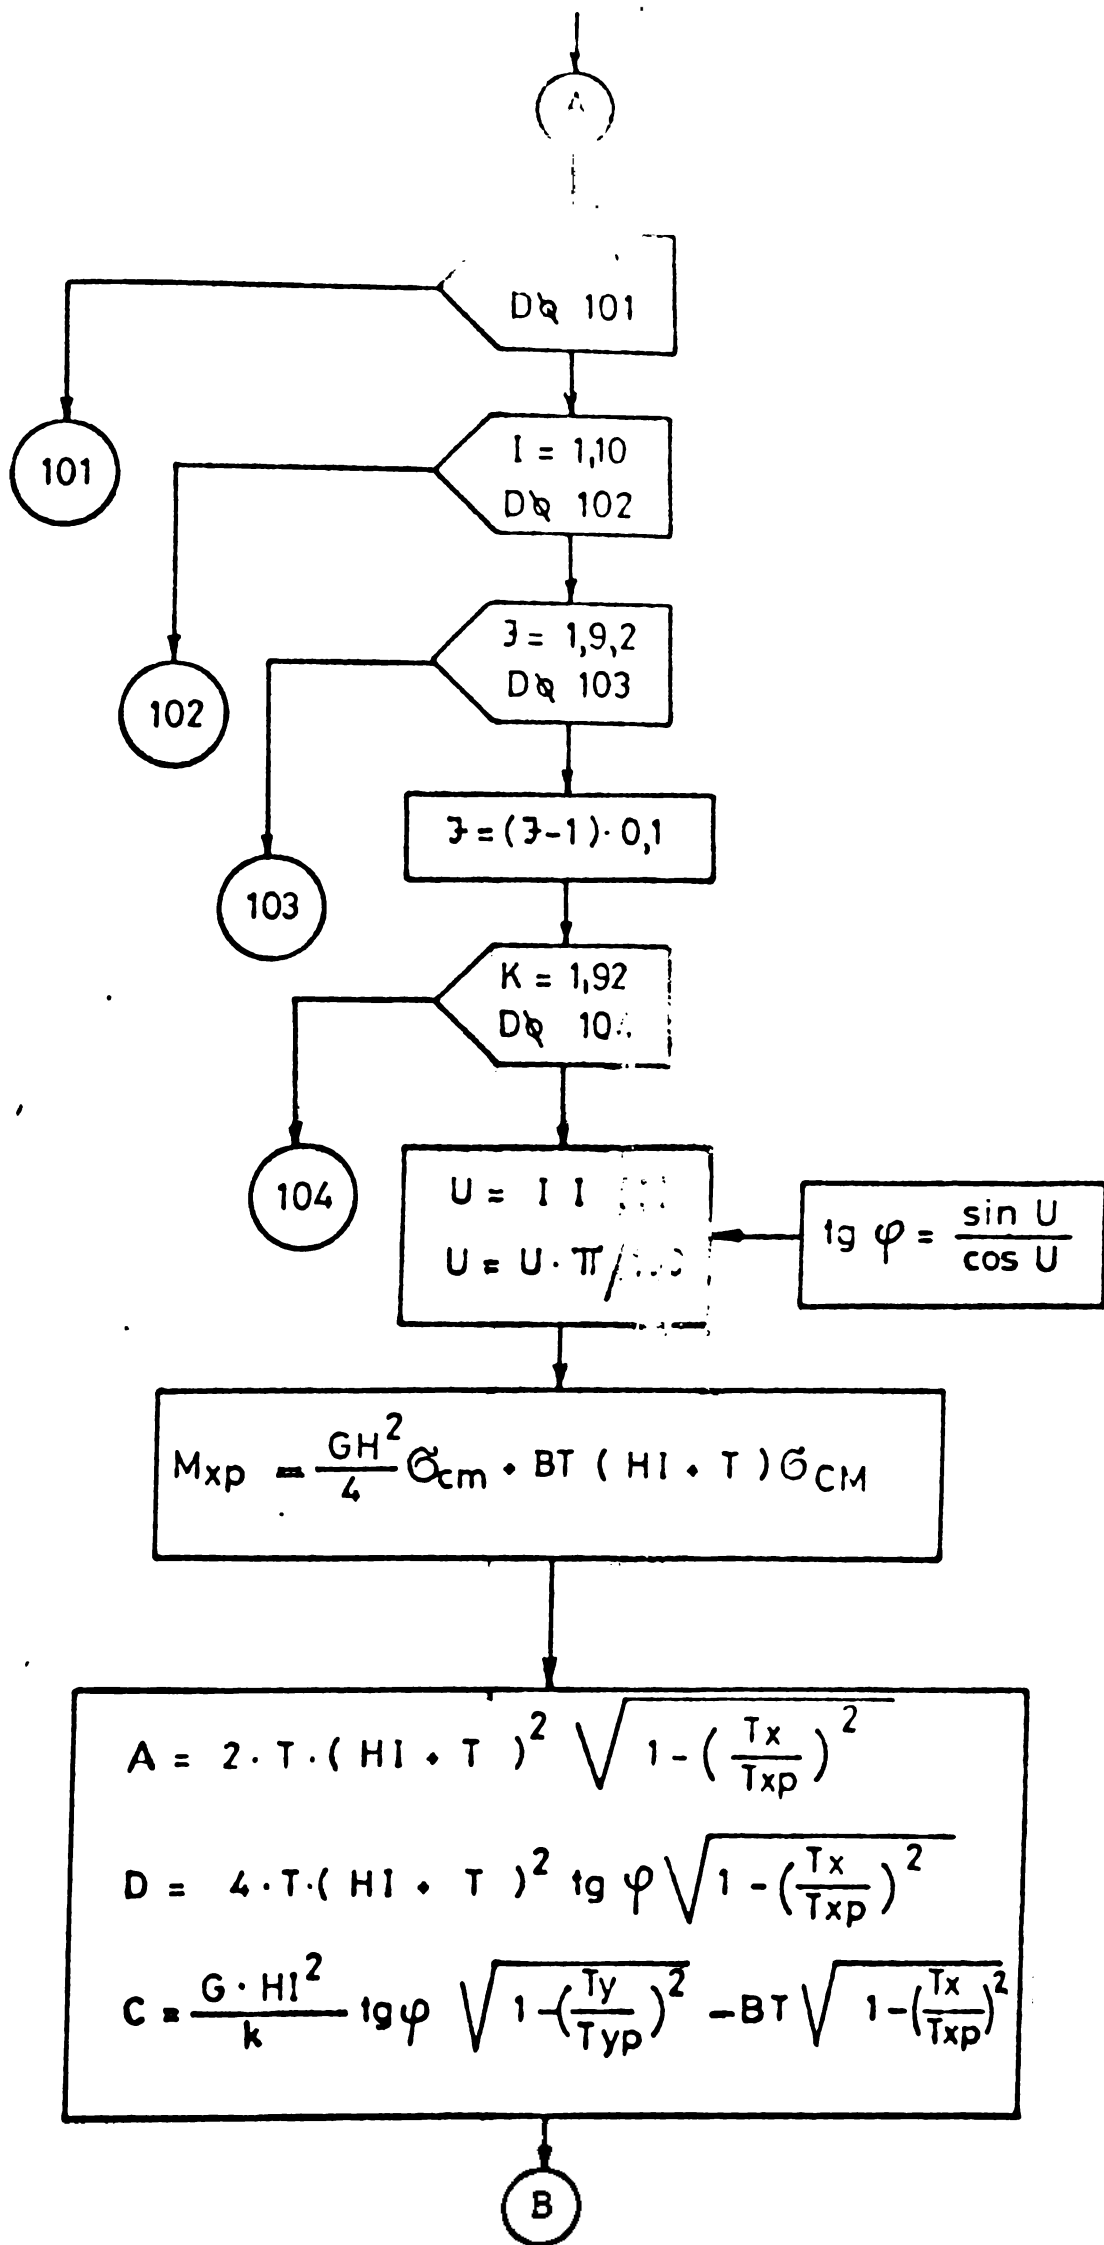 A
DO 101
101
I = 1,10
DO 102
102
J = 1,9,2
DO 103
103
J = (J-1)·0,1
K = 1,92
DO
104
U = I I
U = U·π/
tg φ = sin U / cos U
Mxp = GH²/4 σcm + BT (HI + T) σCM
A = 2·T·(HI + T)² √(1-(Tx/Txp)²)
D = 4·T·(HI + T)² tg φ √(1-(Tx/Txp)²)
C = G·HI²/k tg φ √(1-(Ty/Typ)²) - BT √(1-(Tx/Txp)²)
B